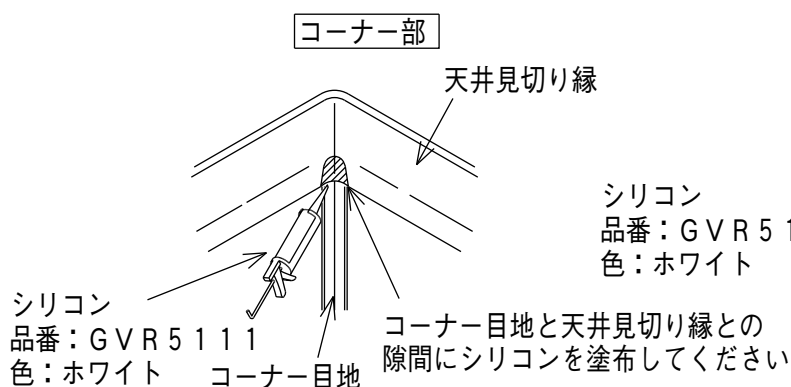 コーナー部
天井見切り縁
シリコン
品番：ＧＶＲ５１
色：ホワイト
シリコン
品番：ＧＶＲ５１１１
色：ホワイト
コーナー目地
コーナー目地と天井見切り縁との
隙間にシリコンを塗布してください